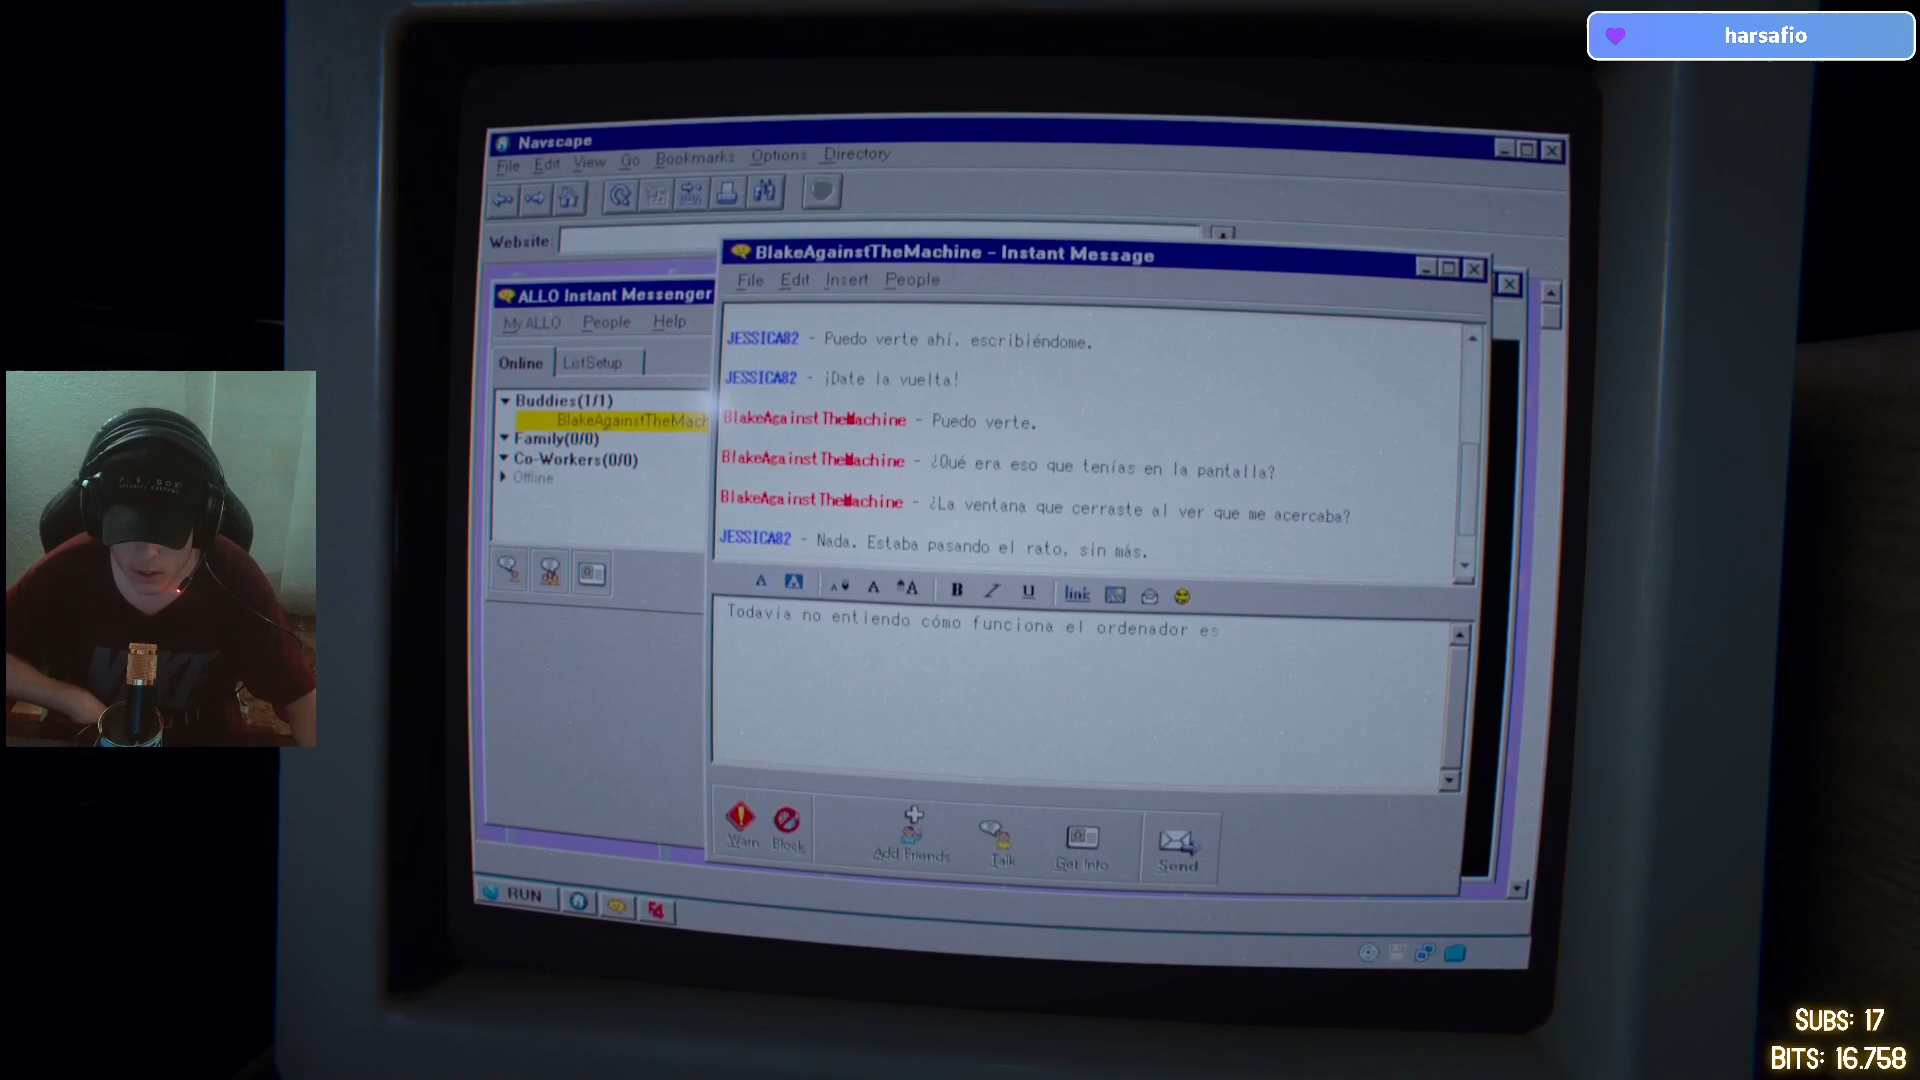 harsafio
Navscape
File Edit View Go Bookmarks Options Directory
Website:
ALLO Instant Messenger
My ALLO People Help
Online ListSetup
Buddies(1/1)
BlakeAgainstTheMach
Family(0/0)
Co-Workers(0/0)
Offline
BlakeAgainstTheMachine - Instant Message
File Edit Insert People
JESSICA82 - Puedo verte ahí, escribiéndome.
JESSICA82 - ¡Date la vuelta!
BlakeAgainstTheMachine - Puedo verte.
BlakeAgainstTheMachine - ¿Qué era eso que tenías en la pantalla?
BlakeAgainstTheMachine - ¿La ventana que cerraste al ver que me acercaba?
JESSICA82 - Nada. Estaba pasando el rato, sin más.
A A A A A B I U link
Todavía no entiendo cómo funciona el ordenador es
Warn Block Add Friends Talk Get Info Send
RUN
SUBS: 17
BITS: 16.758